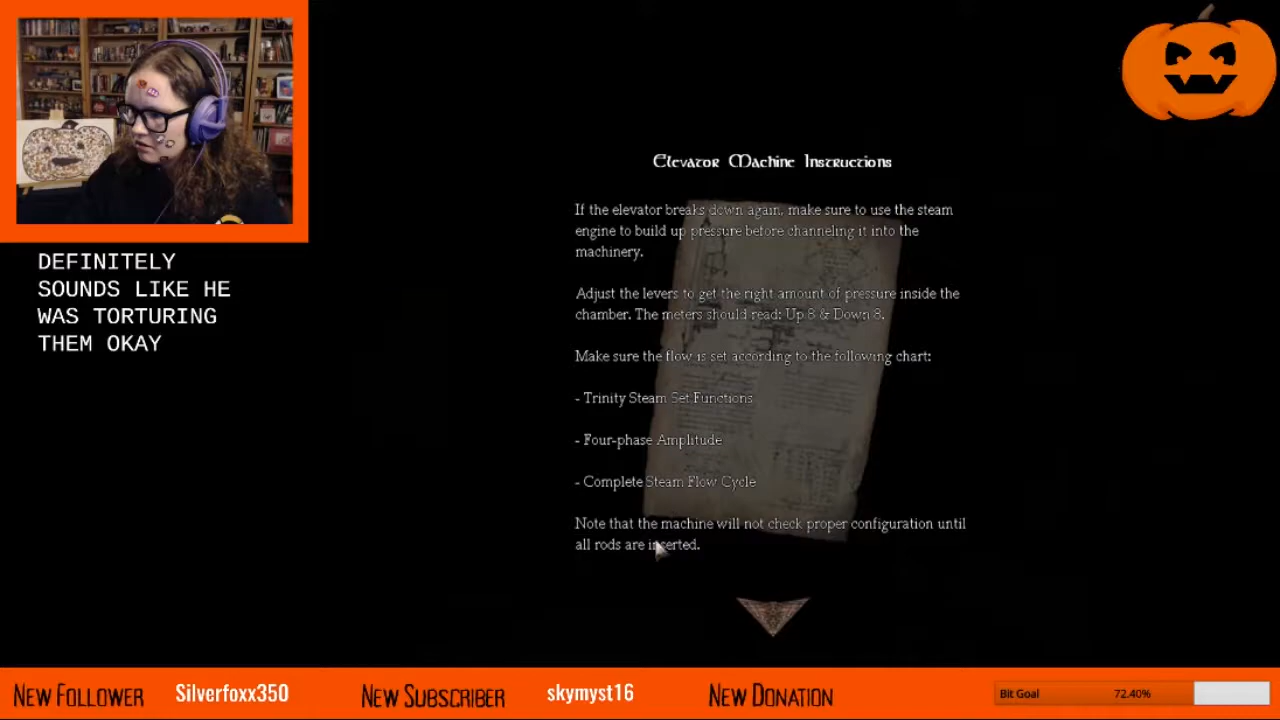 DEFINITELY
SOUNDS LIKE HE
WAS TORTURING
THEM OKAY
Elevator Machine Instructions
If the elevator breaks down again, make sure to use the steam
engine to build up pressure before channeling it into the
machinery.
Adjust the levers to get the right amount of pressure inside the
chamber. The meters should read: Up 8 & Down 8.
Make sure the flow is set according to the following chart:
- Trinity Steam Set Functions
- Four-phase Amplitude
- Complete Steam Flow Cycle
Note that the machine will not check proper configuration until
all rods are inserted.
New Follower Silverfoxx350 New Subscriber skymyst16 New Donation Bit Goal 72.40%